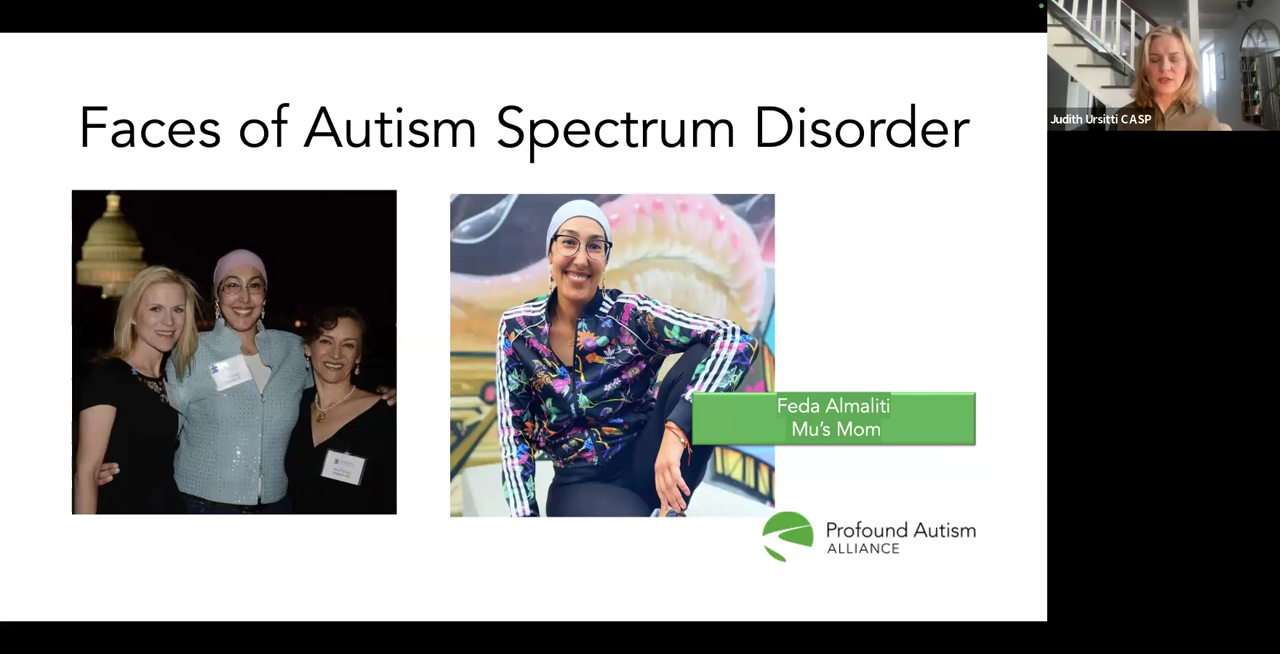 Faces of Autism Spectrum Disorder
Feda Almaliti
Mu's Mom
Profound Autism
ALLIANCE
Judith Ursitti CASP